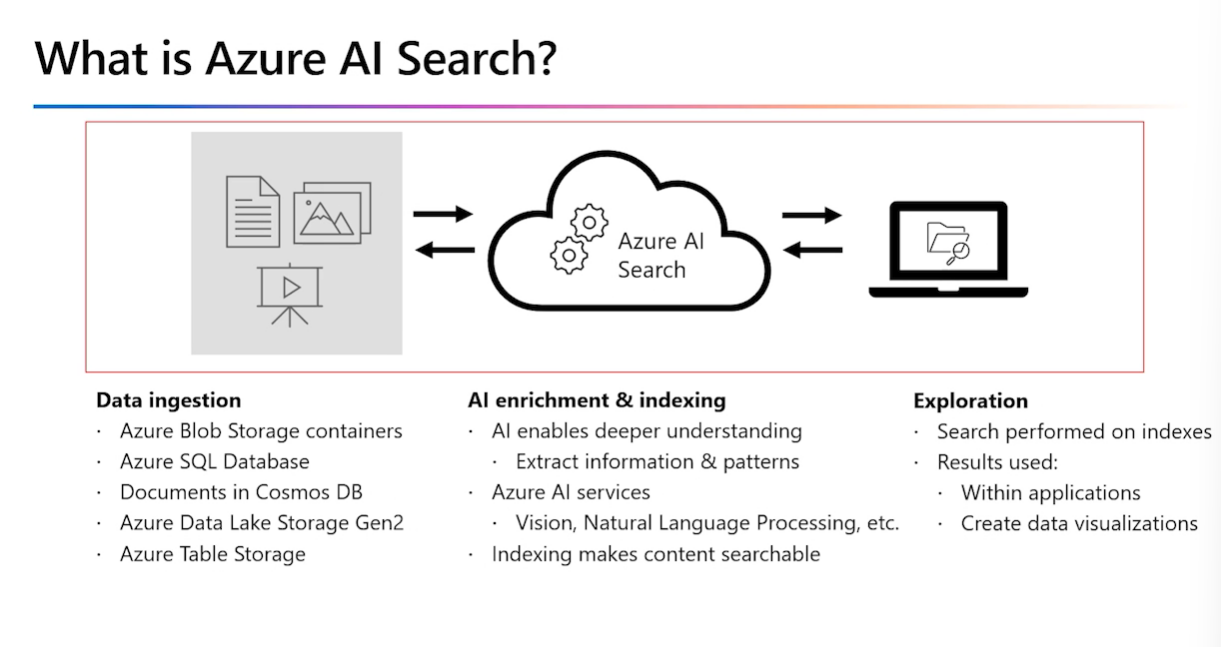 What is Azure AI Search?
Azure AI
Search
Data ingestion
· Azure Blob Storage containers
· Azure SQL Database
· Documents in Cosmos DB
· Azure Data Lake Storage Gen2
· Azure Table Storage
AI enrichment & indexing
· AI enables deeper understanding
· Extract information & patterns
· Azure AI services
· Vision, Natural Language Processing, etc.
· Indexing makes content searchable
Exploration
· Search performed on indexes
· Results used:
· Within applications
· Create data visualizations